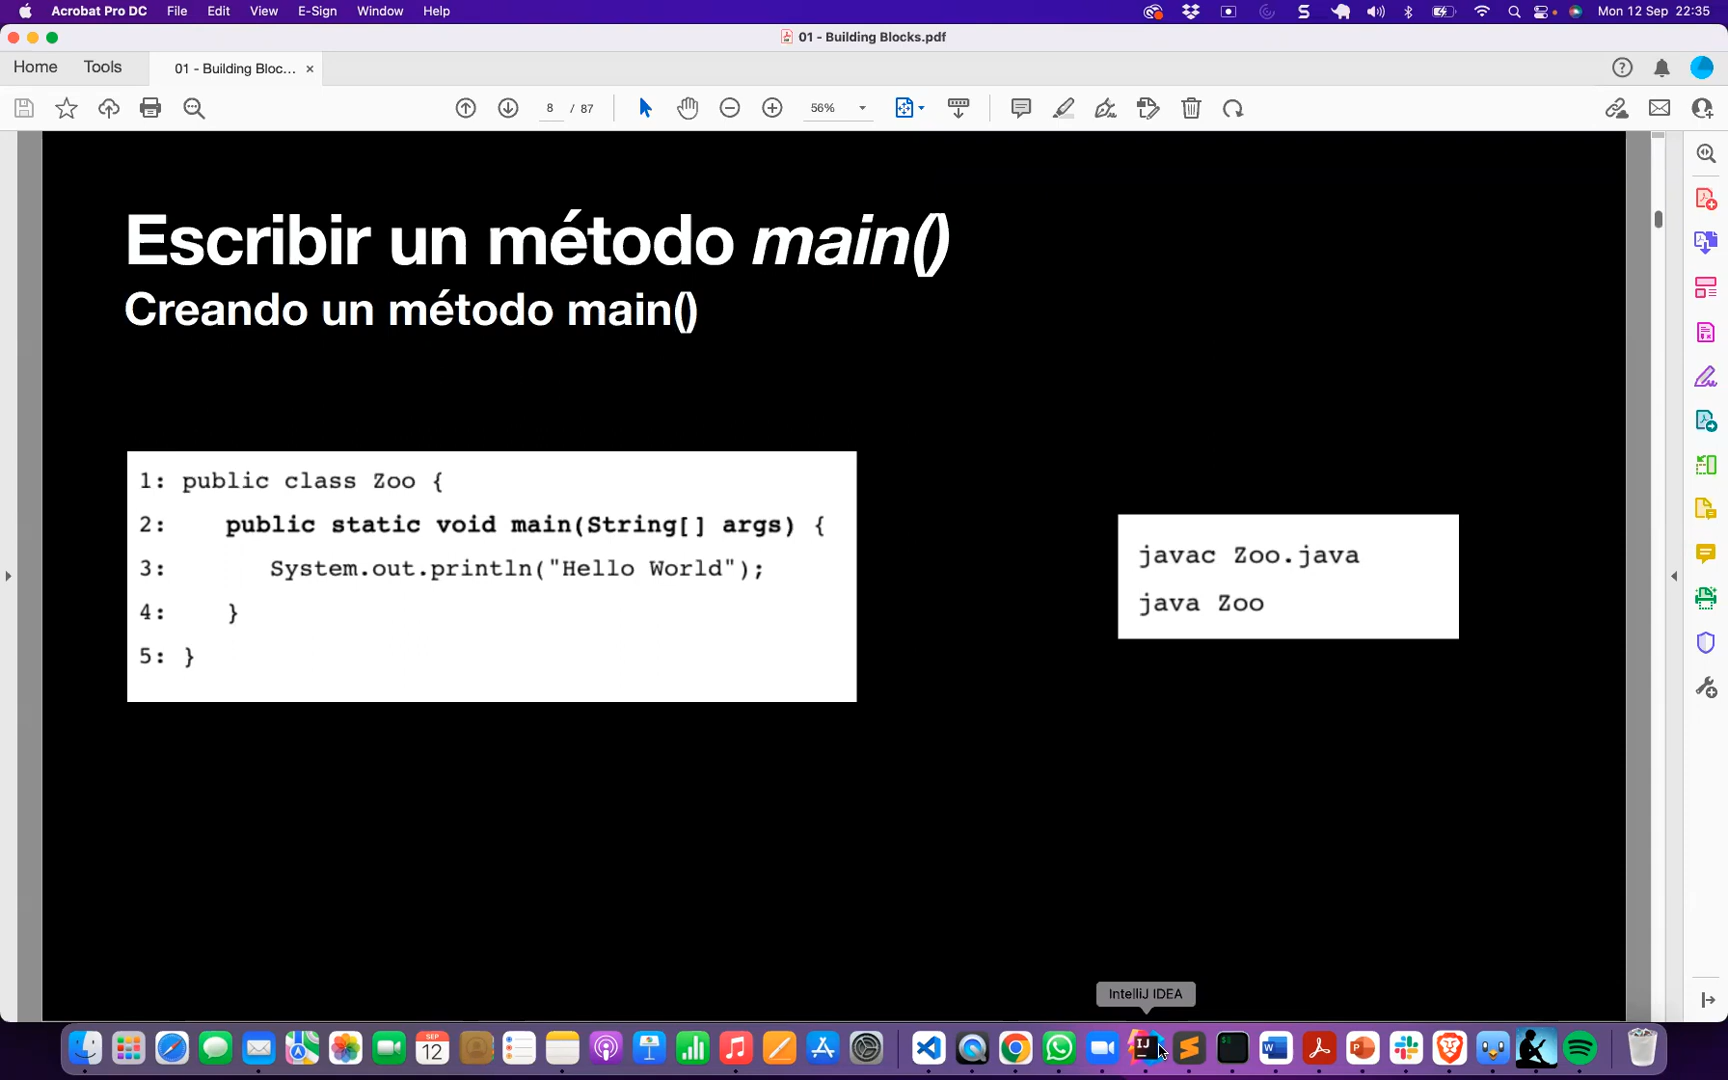 Acrobat Pro DC File Edit View E-Sign Window Help Mon 12 Sep 22:35
01 - Building Blocks.pdf
Home Tools 01 - Building Bloc... ×
8 / 87 56%
Escribir un método main()
Creando un método main()
1: public class Zoo {
2: public static void main(String[] args) {
3: System.out.println("Hello World");
4: }
5: }
javac Zoo.java
java Zoo
IntelliJ IDEA
SEP
12
IJ